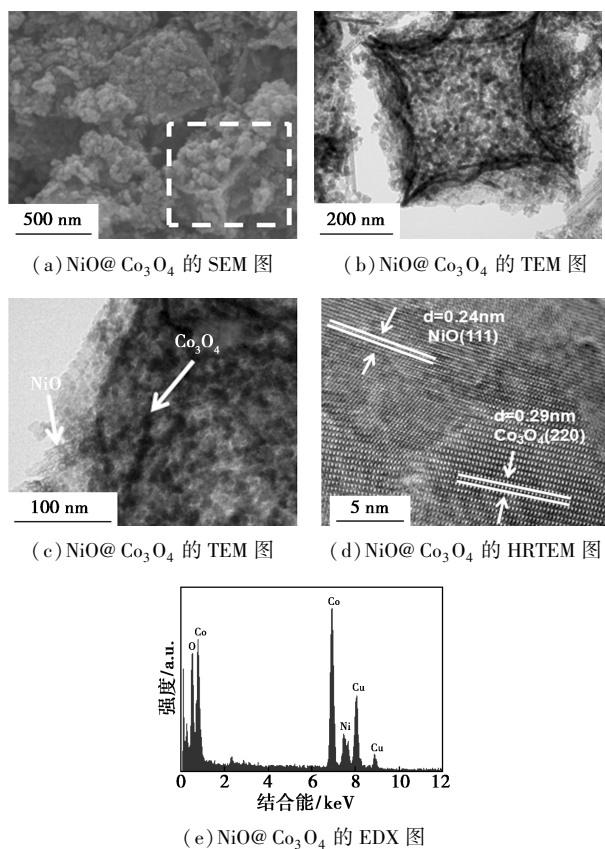 500 nm
200 nm
(a)NiO@Co₃O₄ 的 SEM 图
(b)NiO@Co₃O₄ 的 TEM 图
Co₃O₄
NiO
100 nm
d=0.24nm
NiO(111)
d=0.29nm
Co₃O₄(220)
5 nm
(c)NiO@Co₃O₄ 的 TEM 图
(d)NiO@Co₃O₄ 的 HRTEM 图
强度/a.u.
O
Co
Co
Ni
Cu
Cu
0 2 4 6 8 10 12
结合能/keV
(e)NiO@Co₃O₄ 的 EDX 图